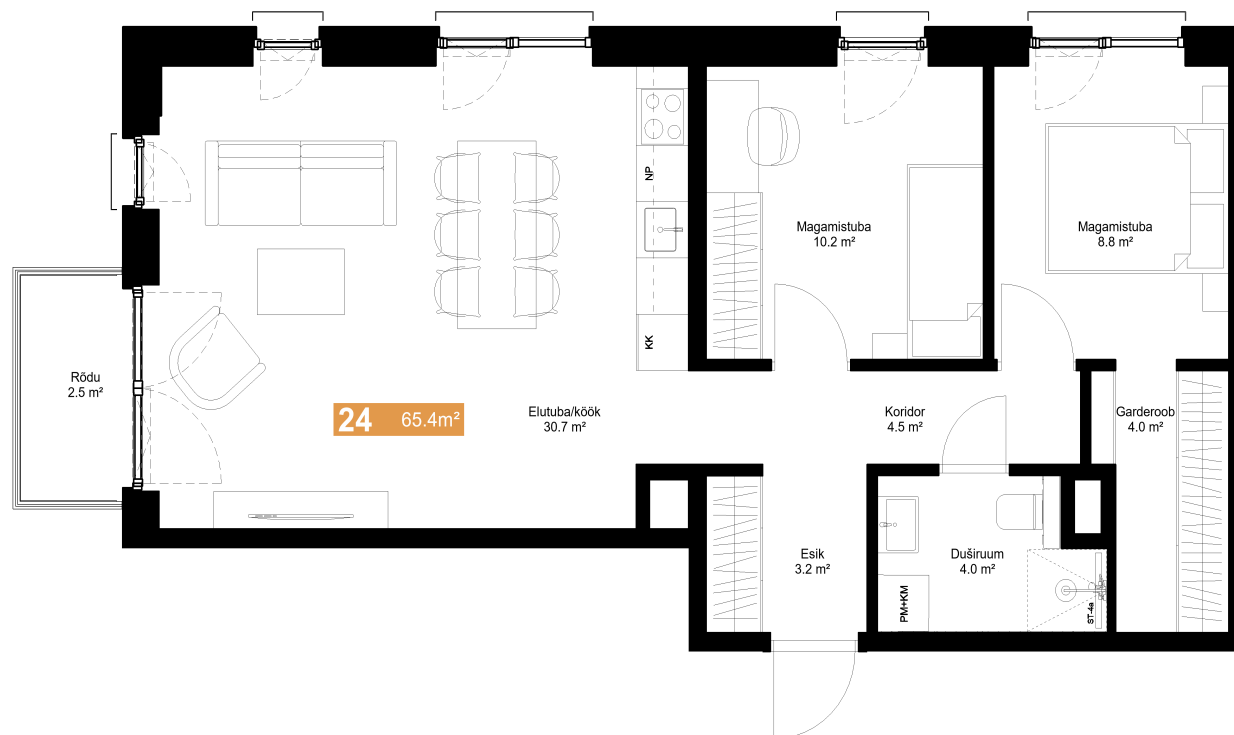 NP
Magamistuba
10.2 m²
Magamistuba
8.8 m²
KK
Rõdu
2.5 m²
24 65.4m²
Elutuba/köök
30.7 m²
Koridor
4.5 m²
Garderoob
4.0 m²
Esik
3.2 m²
Duširuum
4.0 m²
PM+KM
ST-4a